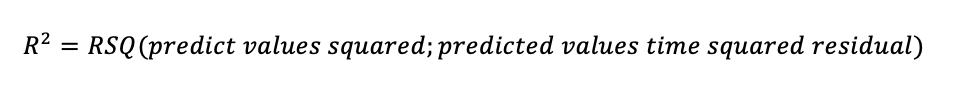 R² = RSQ(predict values squared; predicted values time squared residual)